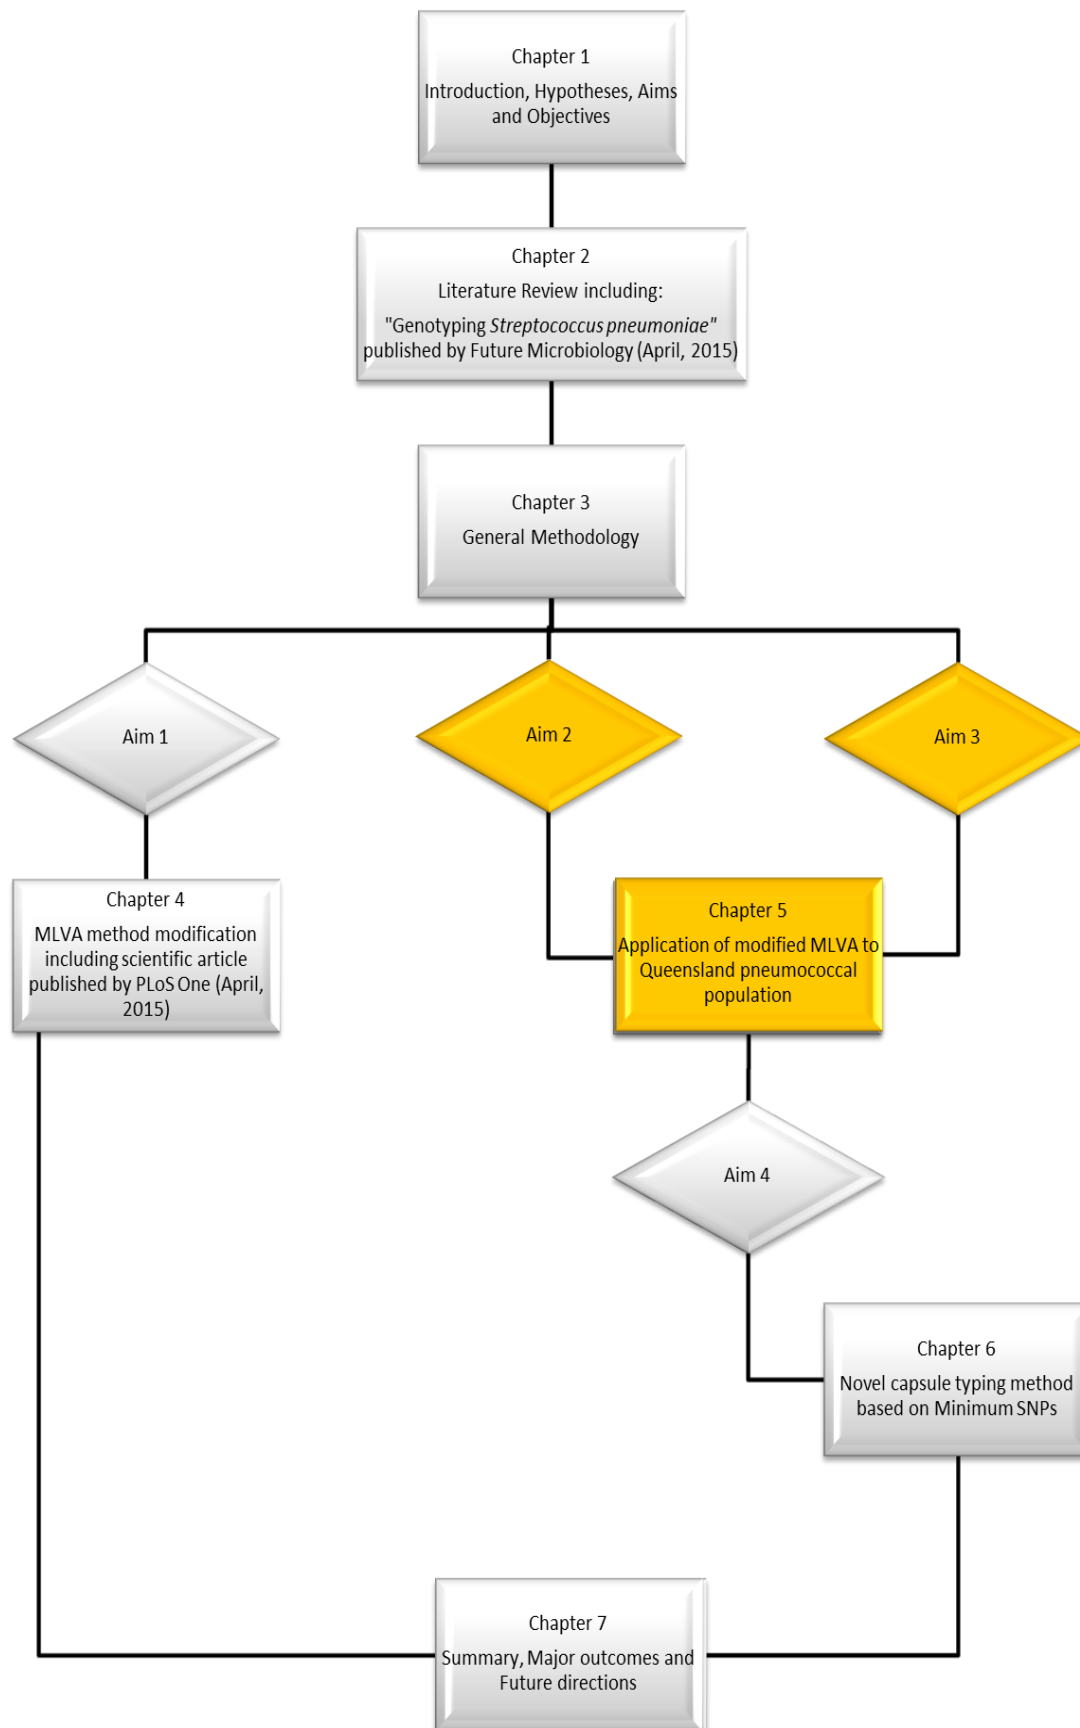 Chapter 1
Introduction, Hypotheses, Aims
and Objectives
Chapter 2
Literature Review including:
"Genotyping Streptococcus pneumoniae"
published by Future Microbiology (April, 2015)
Chapter 3
General Methodology
Aim 1
Aim 2
Aim 3
Chapter 4
MLVA method modification
including scientific article
published by PLoS One (April,
2015)
Chapter 5
Application of modified MLVA to
Queensland pneumococcal
population
Aim 4
Chapter 6
Novel capsule typing method
based on Minimum SNPs
Chapter 7
Summary, Major outcomes and
Future directions